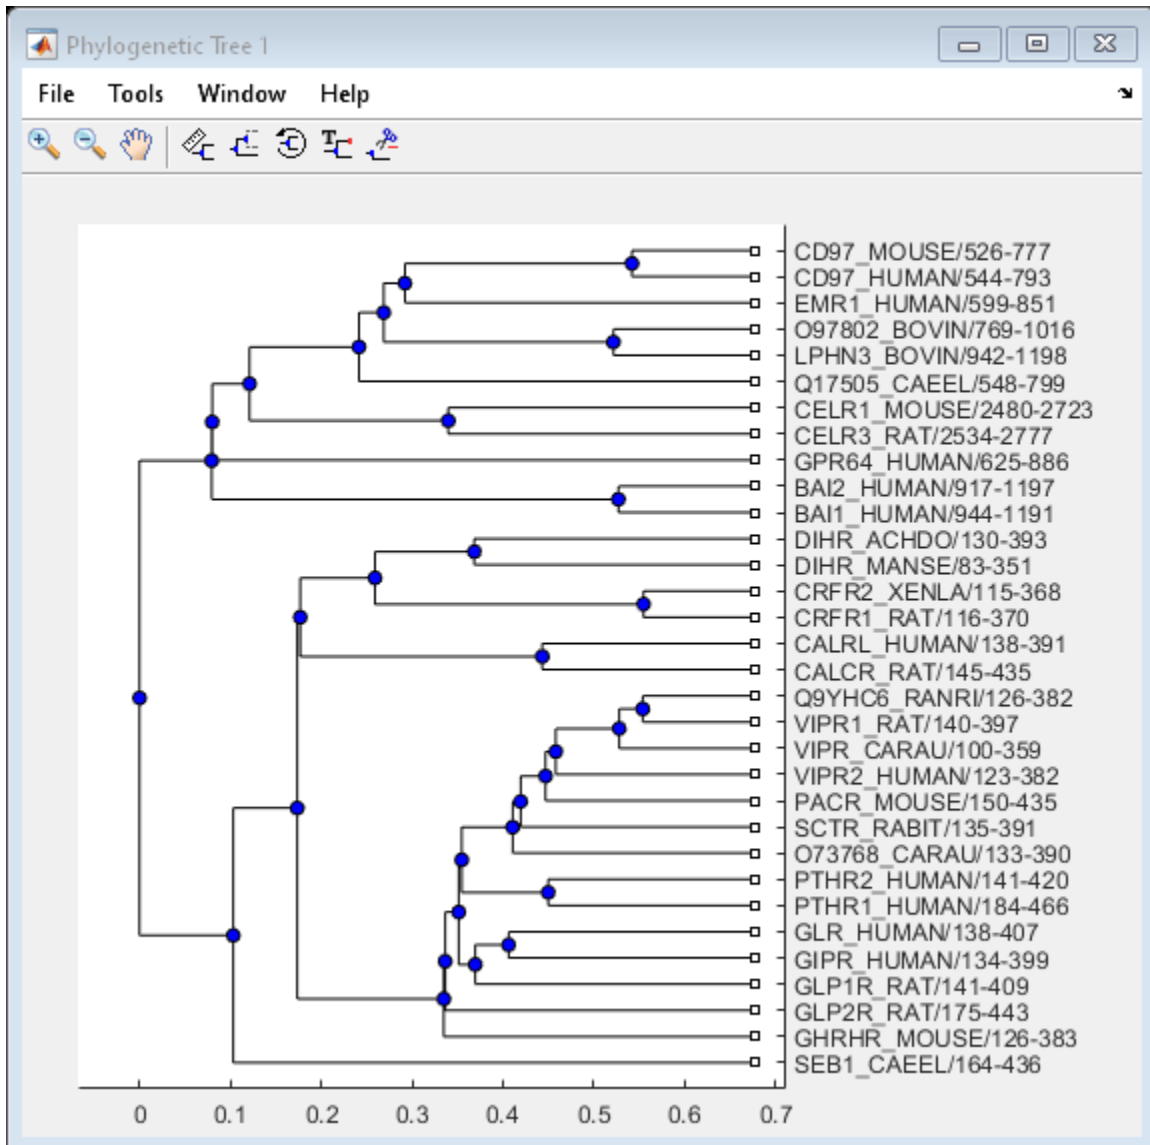 Phylogenetic Tree 1
File Tools Window Help
CD97_MOUSE/526-777
CD97_HUMAN/544-793
EMR1_HUMAN/599-851
O97802_BOVIN/769-1016
LPHN3_BOVIN/942-1198
Q17505_CAEEL/548-799
CELR1_MOUSE/2480-2723
CELR3_RAT/2534-2777
GPR64_HUMAN/625-886
BAI2_HUMAN/917-1197
BAI1_HUMAN/944-1191
DIHR_ACHDO/130-393
DIHR_MANSE/83-351
CRFR2_XENLA/115-368
CRFR1_RAT/116-370
CALRL_HUMAN/138-391
CALCR_RAT/145-435
Q9YHC6_RANRI/126-382
VIPR1_RAT/140-397
VIPR_CARAU/100-359
VIPR2_HUMAN/123-382
PACR_MOUSE/150-435
SCTR_RABIT/135-391
O73768_CARAU/133-390
PTHR2_HUMAN/141-420
PTHR1_HUMAN/184-466
GLR_HUMAN/138-407
GIPR_HUMAN/134-399
GLP1R_RAT/141-409
GLP2R_RAT/175-443
GHRHR_MOUSE/126-383
SEB1_CAEEL/164-436
0 0.1 0.2 0.3 0.4 0.5 0.6 0.7